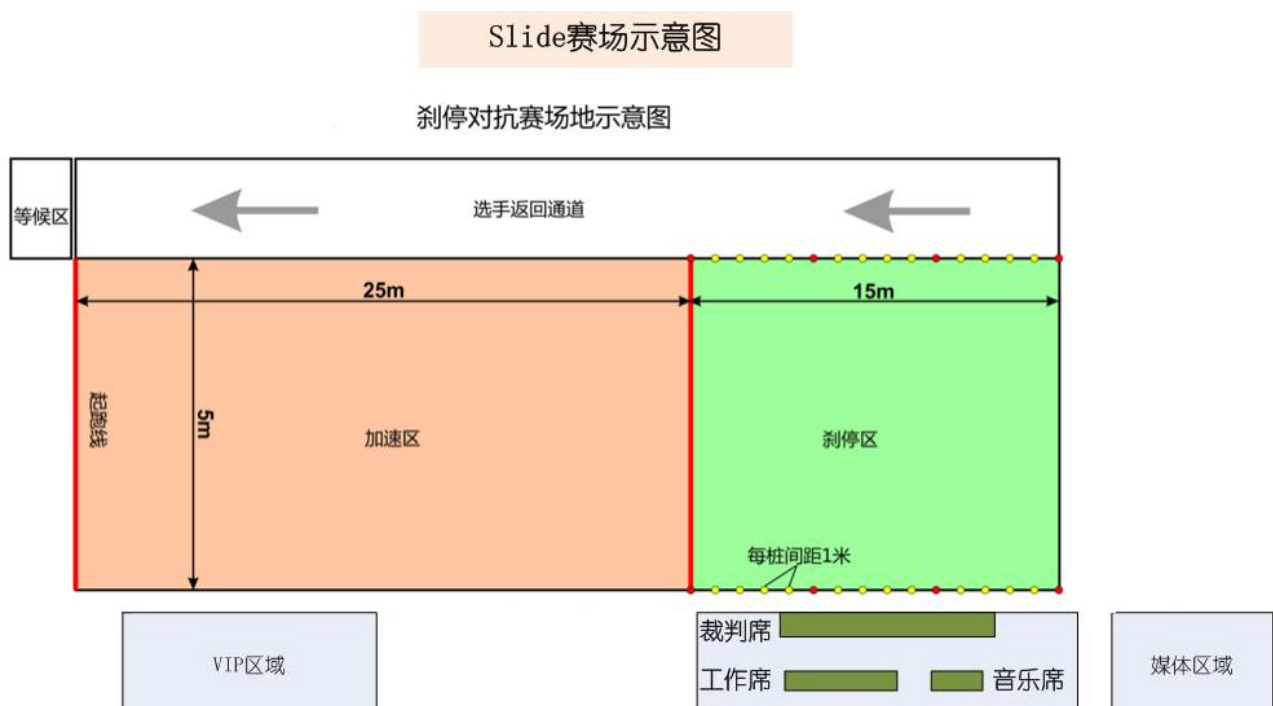 Slide赛场示意图
刹停对抗赛场地示意图
等候区
选手返回通道
25m
15m
起跑线
5m
加速区
刹停区
每桩间距1米
VIP区域
裁判席
工作席
音乐席
媒体区域